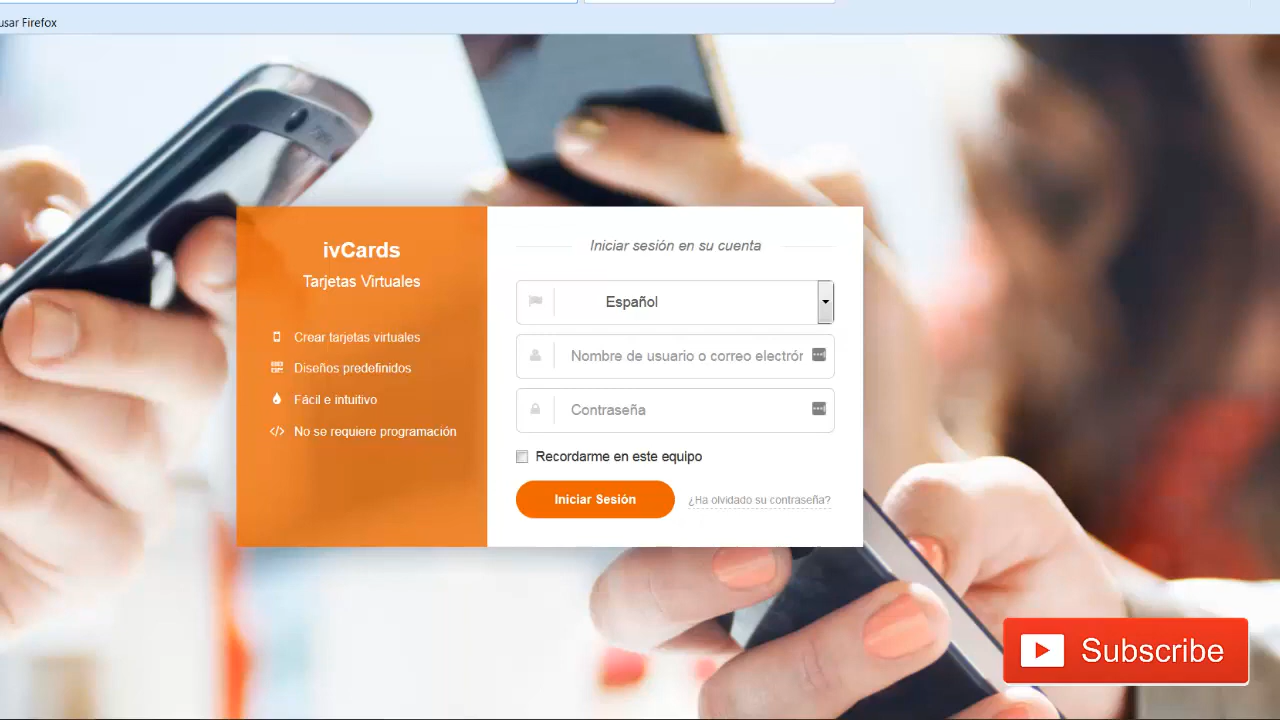 usar Firefox
ivCards
Tarjetas Virtuales
Crear tarjetas virtuales
Diseños predefinidos
Fácil e intuitivo
No se requiere programación
Iniciar sesión en su cuenta
Español
Nombre de usuario o correo electrór
Contraseña
Recordarme en este equipo
Iniciar Sesión
¿Ha olvidado su contraseña?
Subscribe